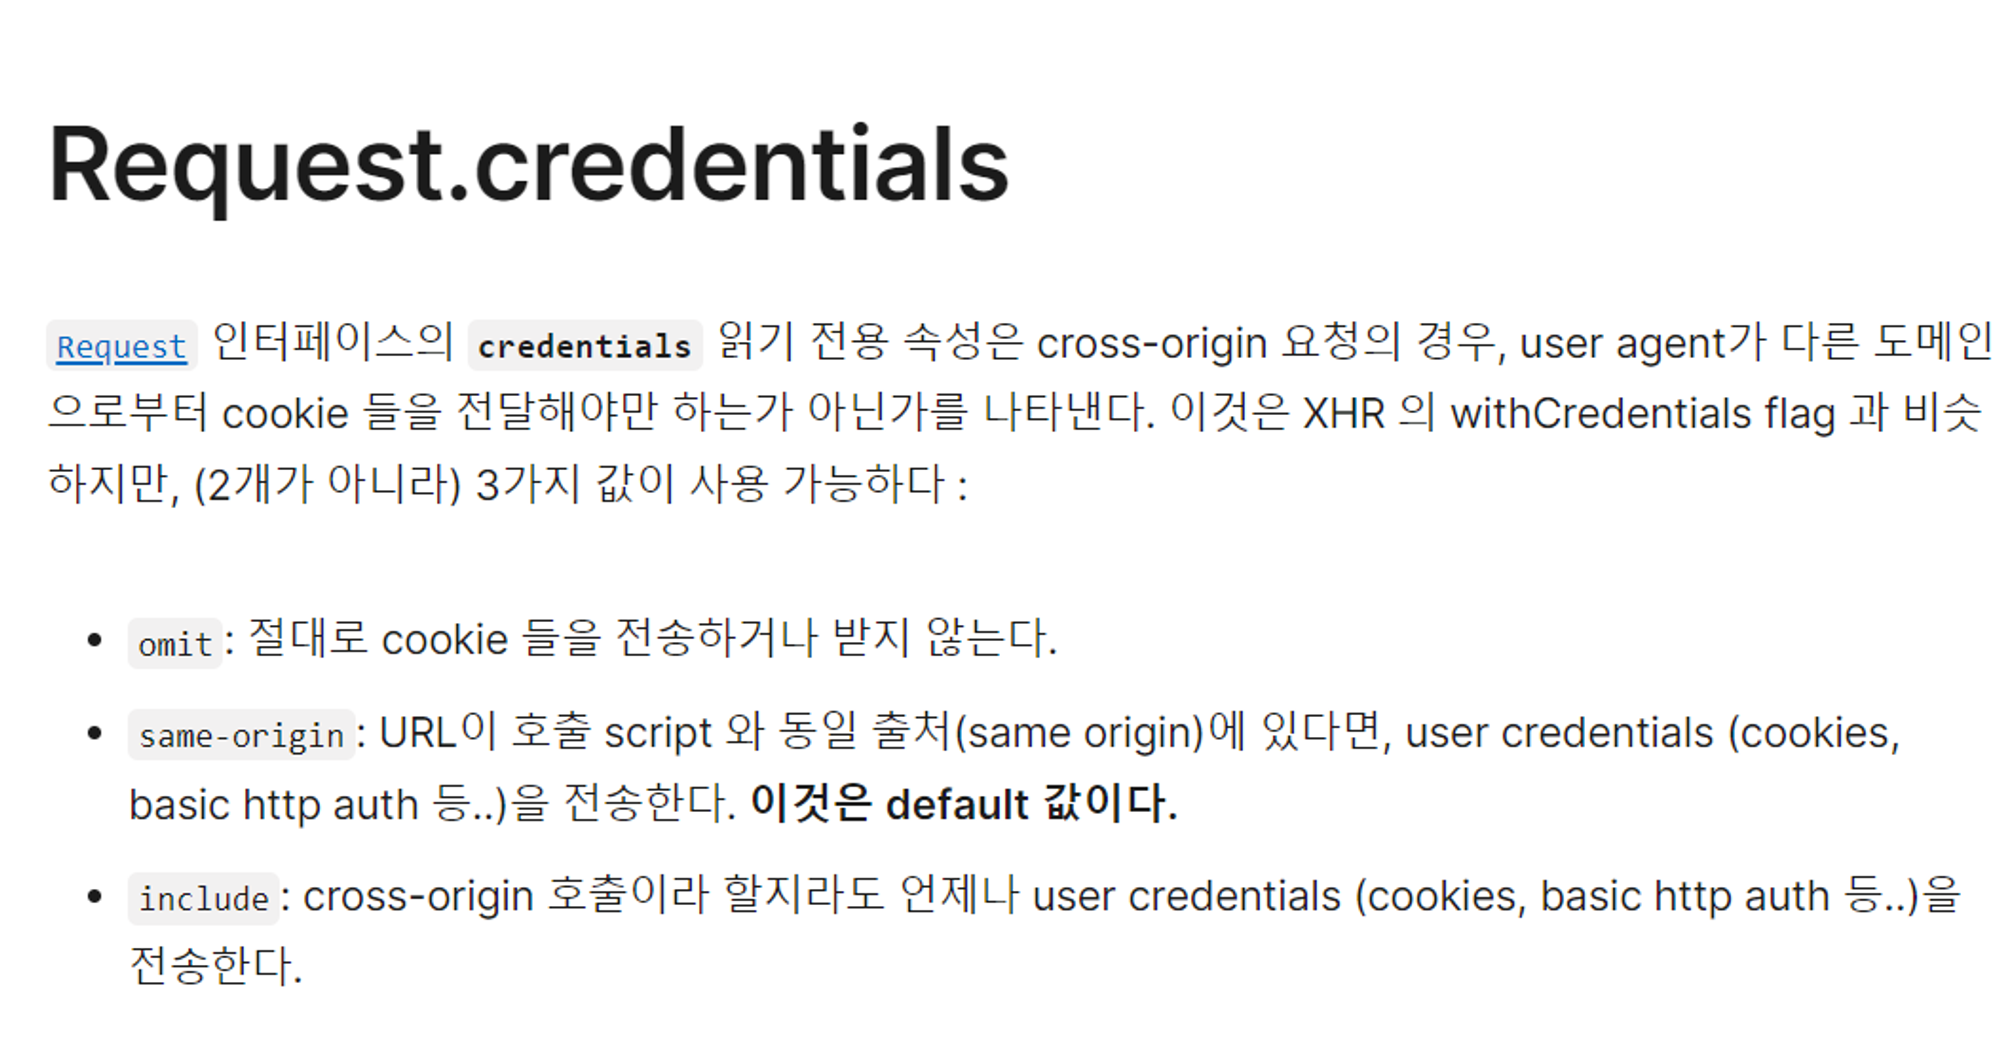 Request.credentials
Request 인터페이스의 credentials 읽기 전용 속성은 cross-origin 요청의 경우, user agent가 다른 도메인
으로부터 cookie 들을 전달해야만 하는가 아닌가를 나타낸다. 이것은 XHR 의 withCredentials flag 과 비슷
하지만, (2개가 아니라) 3가지 값이 사용 가능하다 :
• omit: 절대로 cookie 들을 전송하거나 받지 않는다.
• same-origin: URL이 호출 script 와 동일 출처(same origin)에 있다면, user credentials (cookies,
basic http auth 등..)을 전송한다. 이것은 default 값이다.
• include: cross-origin 호출이라 할지라도 언제나 user credentials (cookies, basic http auth 등..)을
전송한다.